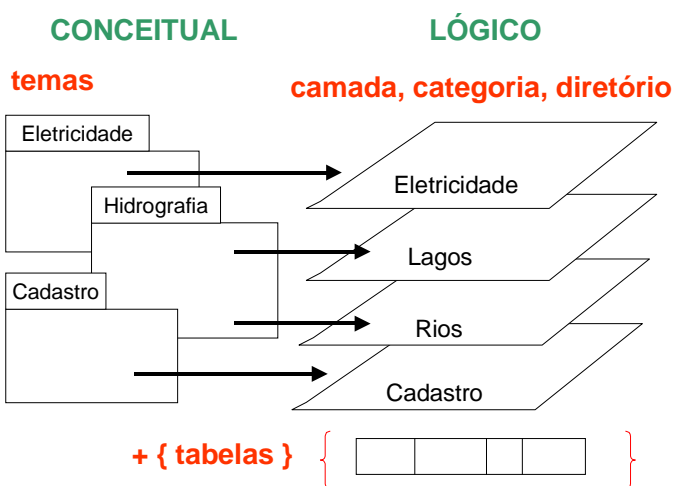 CONCEITUAL
LÓGICO
temas
camada, categoria, diretório
Eletricidade
Eletricidade
Hidrografia
Lagos
Cadastro
Rios
Cadastro
+ { tabelas }
{ }